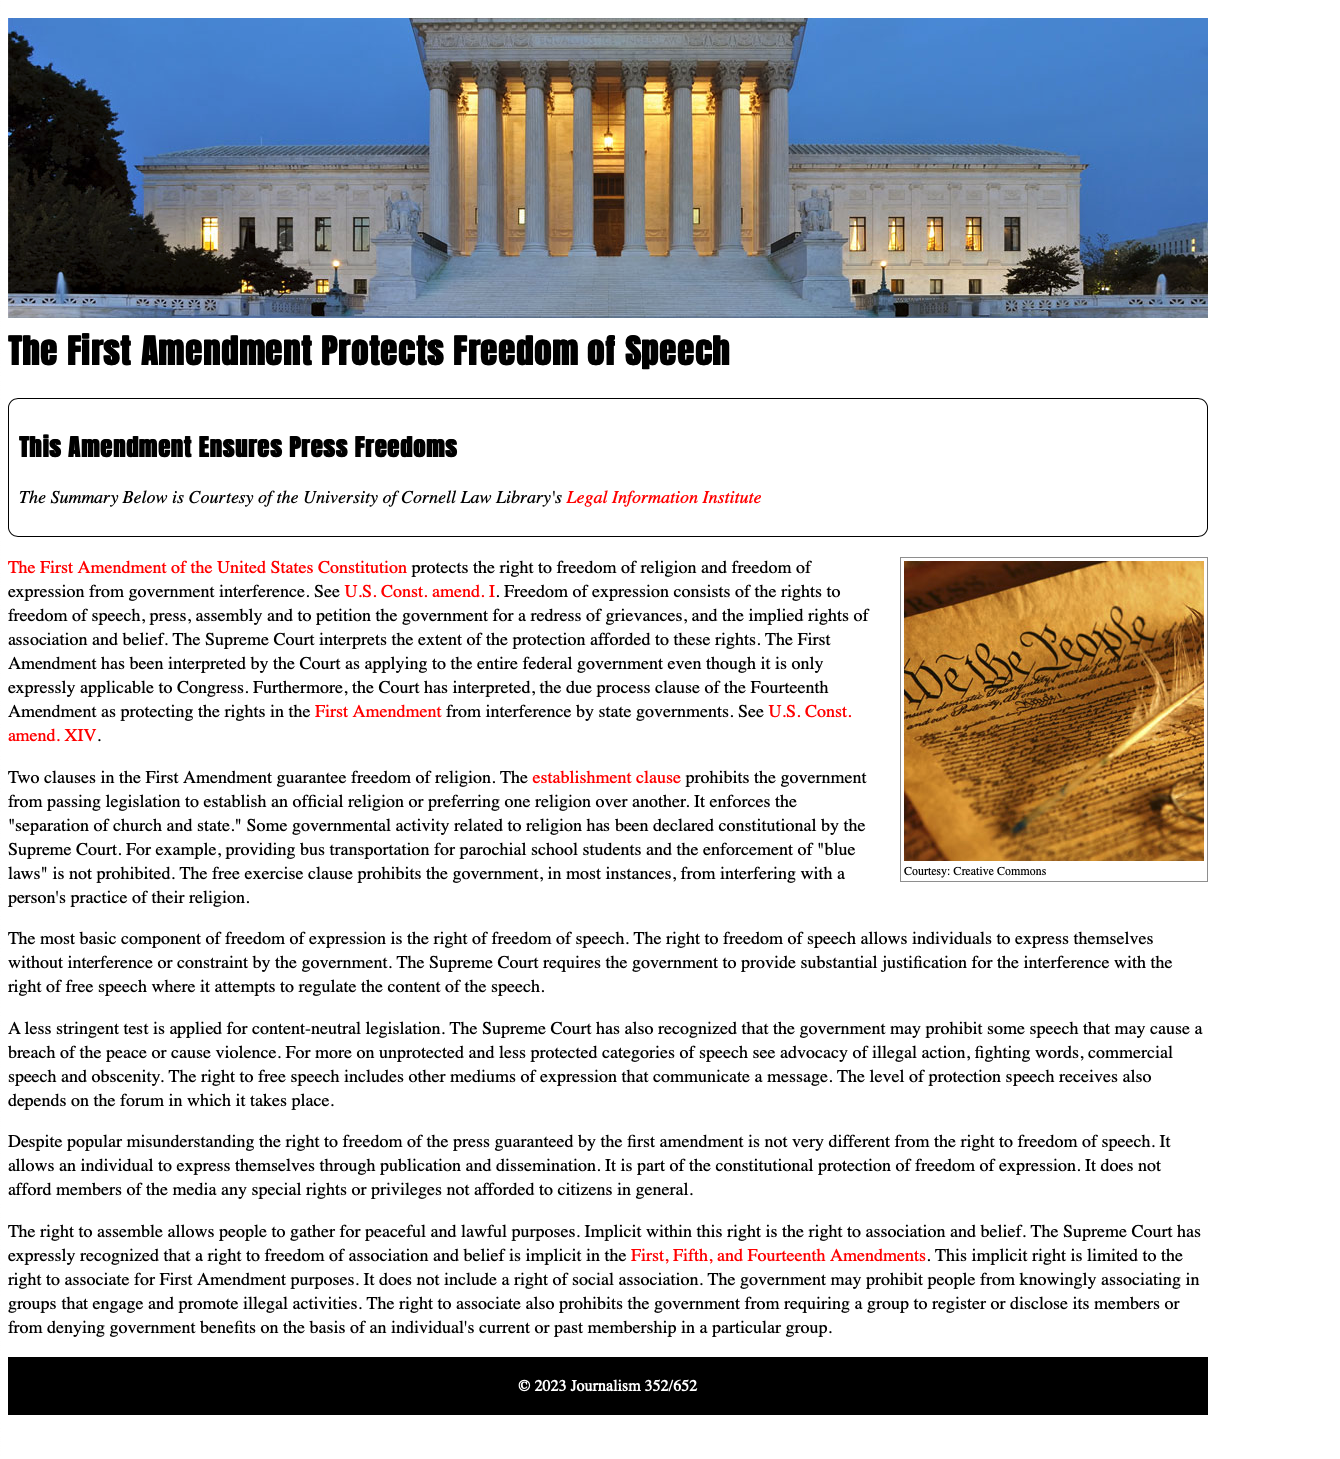 The First Amendment Protects Freedom of Speech
This Amendment Ensures Press Freedoms
The Summary Below is Courtesy of the University of Cornell Law Library's Legal Information Institute
The First Amendment of the United States Constitution protects the right to freedom of religion and freedom of
expression from government interference. See U.S. Const. amend. I. Freedom of expression consists of the rights to
freedom of speech, press, assembly and to petition the government for a redress of grievances, and the implied rights of
association and belief. The Supreme Court interprets the extent of the protection afforded to these rights. The First
Amendment has been interpreted by the Court as applying to the entire federal government even though it is only
expressly applicable to Congress. Furthermore, the Court has interpreted, the due process clause of the Fourteenth
Amendment as protecting the rights in the First Amendment from interference by state governments. See U.S. Const.
amend. XIV.
We the People
Courtesy: Creative Commons
Two clauses in the First Amendment guarantee freedom of religion. The establishment clause prohibits the government
from passing legislation to establish an official religion or preferring one religion over another. It enforces the
"separation of church and state." Some governmental activity related to religion has been declared constitutional by the
Supreme Court. For example, providing bus transportation for parochial school students and the enforcement of "blue
laws" is not prohibited. The free exercise clause prohibits the government, in most instances, from interfering with a
person's practice of their religion.
The most basic component of freedom of expression is the right of freedom of speech. The right to freedom of speech allows individuals to express themselves
without interference or constraint by the government. The Supreme Court requires the government to provide substantial justification for the interference with the
right of free speech where it attempts to regulate the content of the speech.
A less stringent test is applied for content-neutral legislation. The Supreme Court has also recognized that the government may prohibit some speech that may cause a
breach of the peace or cause violence. For more on unprotected and less protected categories of speech see advocacy of illegal action, fighting words, commercial
speech and obscenity. The right to free speech includes other mediums of expression that communicate a message. The level of protection speech receives also
depends on the forum in which it takes place.
Despite popular misunderstanding the right to freedom of the press guaranteed by the first amendment is not very different from the right to freedom of speech. It
allows an individual to express themselves through publication and dissemination. It is part of the constitutional protection of freedom of expression. It does not
afford members of the media any special rights or privileges not afforded to citizens in general.
The right to assemble allows people to gather for peaceful and lawful purposes. Implicit within this right is the right to association and belief. The Supreme Court has
expressly recognized that a right to freedom of association and belief is implicit in the First, Fifth, and Fourteenth Amendments. This implicit right is limited to the
right to associate for First Amendment purposes. It does not include a right of social association. The government may prohibit people from knowingly associating in
groups that engage and promote illegal activities. The right to associate also prohibits the government from requiring a group to register or disclose its members or
from denying government benefits on the basis of an individual's current or past membership in a particular group.
© 2023 Journalism 352/652